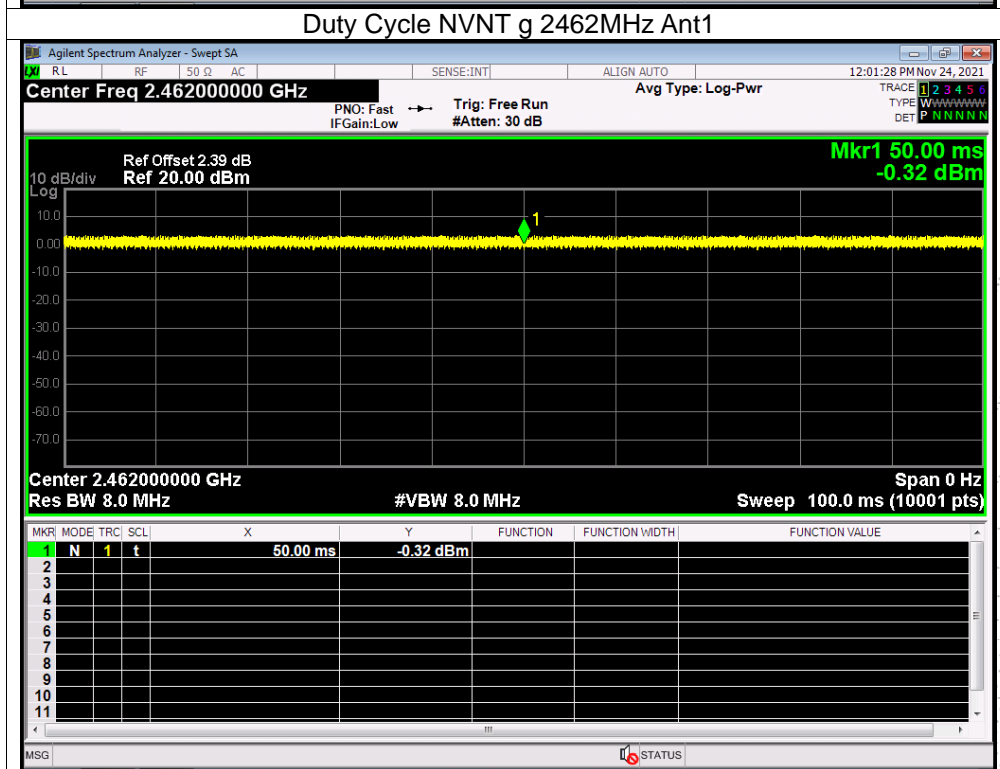 Duty Cycle NVNT g 2462MHz Ant1
Agilent Spectrum Analyzer - Swept SA
LXI RL RF 50 Ω AC SENSE:INT ALIGN AUTO 12:01:28 PM Nov 24, 2021
Center Freq 2.462000000 GHz
Avg Type: Log-Pwr
TRACE 1 2 3 4 5 6
TYPE WWWWWW
DET P N N N N N
PNO: Fast
IFGain:Low
Trig: Free Run
#Atten: 30 dB
Mkr1 50.00 ms
-0.32 dBm
Ref Offset 2.39 dB
10 dB/div Ref 20.00 dBm
Log
10.0
1
0.00
-10.0
-20.0
-30.0
-40.0
-50.0
-60.0
-70.0
Center 2.462000000 GHz Span 0 Hz
Res BW 8.0 MHz #VBW 8.0 MHz Sweep 100.0 ms (10001 pts)
MKR MODE TRC SCL X Y FUNCTION FUNCTION WIDTH FUNCTION VALUE
1 N 1 t 50.00 ms -0.32 dBm
2
3
4
5
6
7
8
9
10
11
MSG STATUS